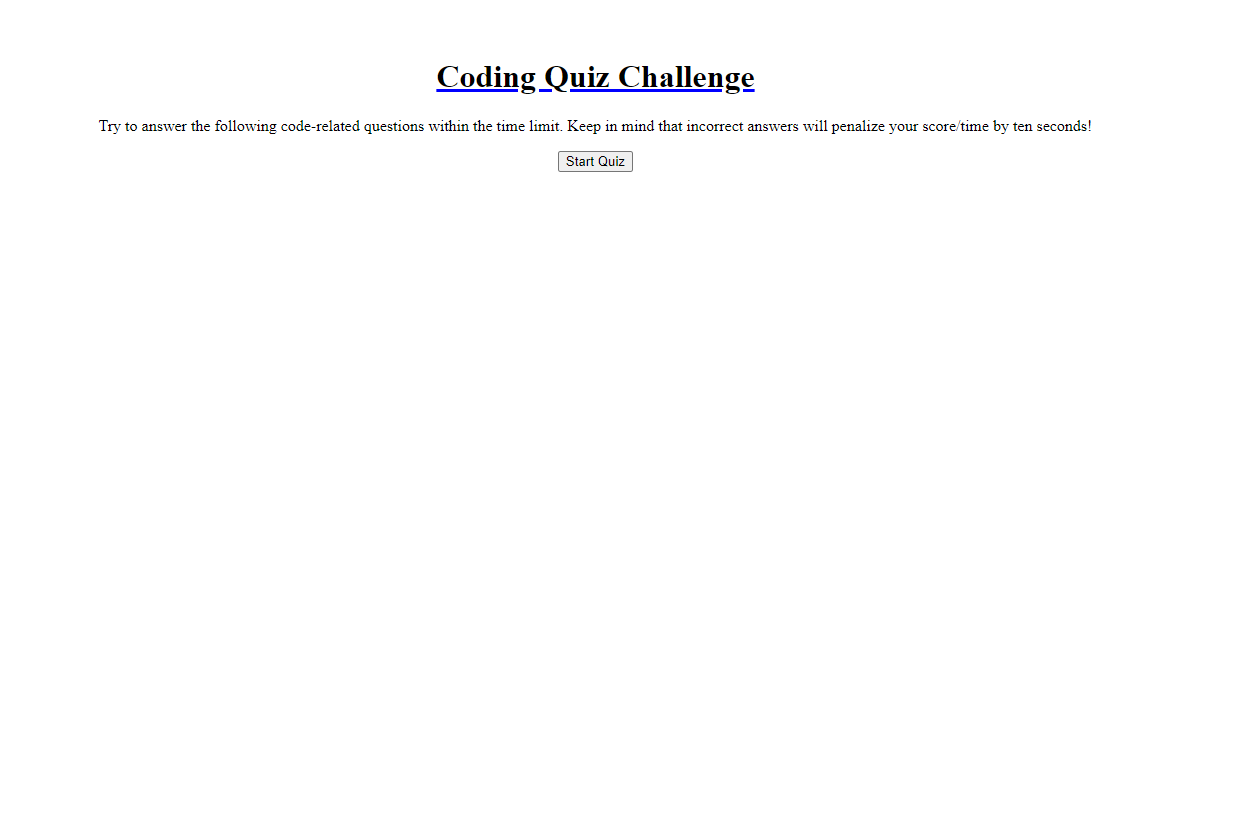 Coding Quiz Challenge
Try to answer the following code-related questions within the time limit. Keep in mind that incorrect answers will penalize your score/time by ten seconds!
Start Quiz